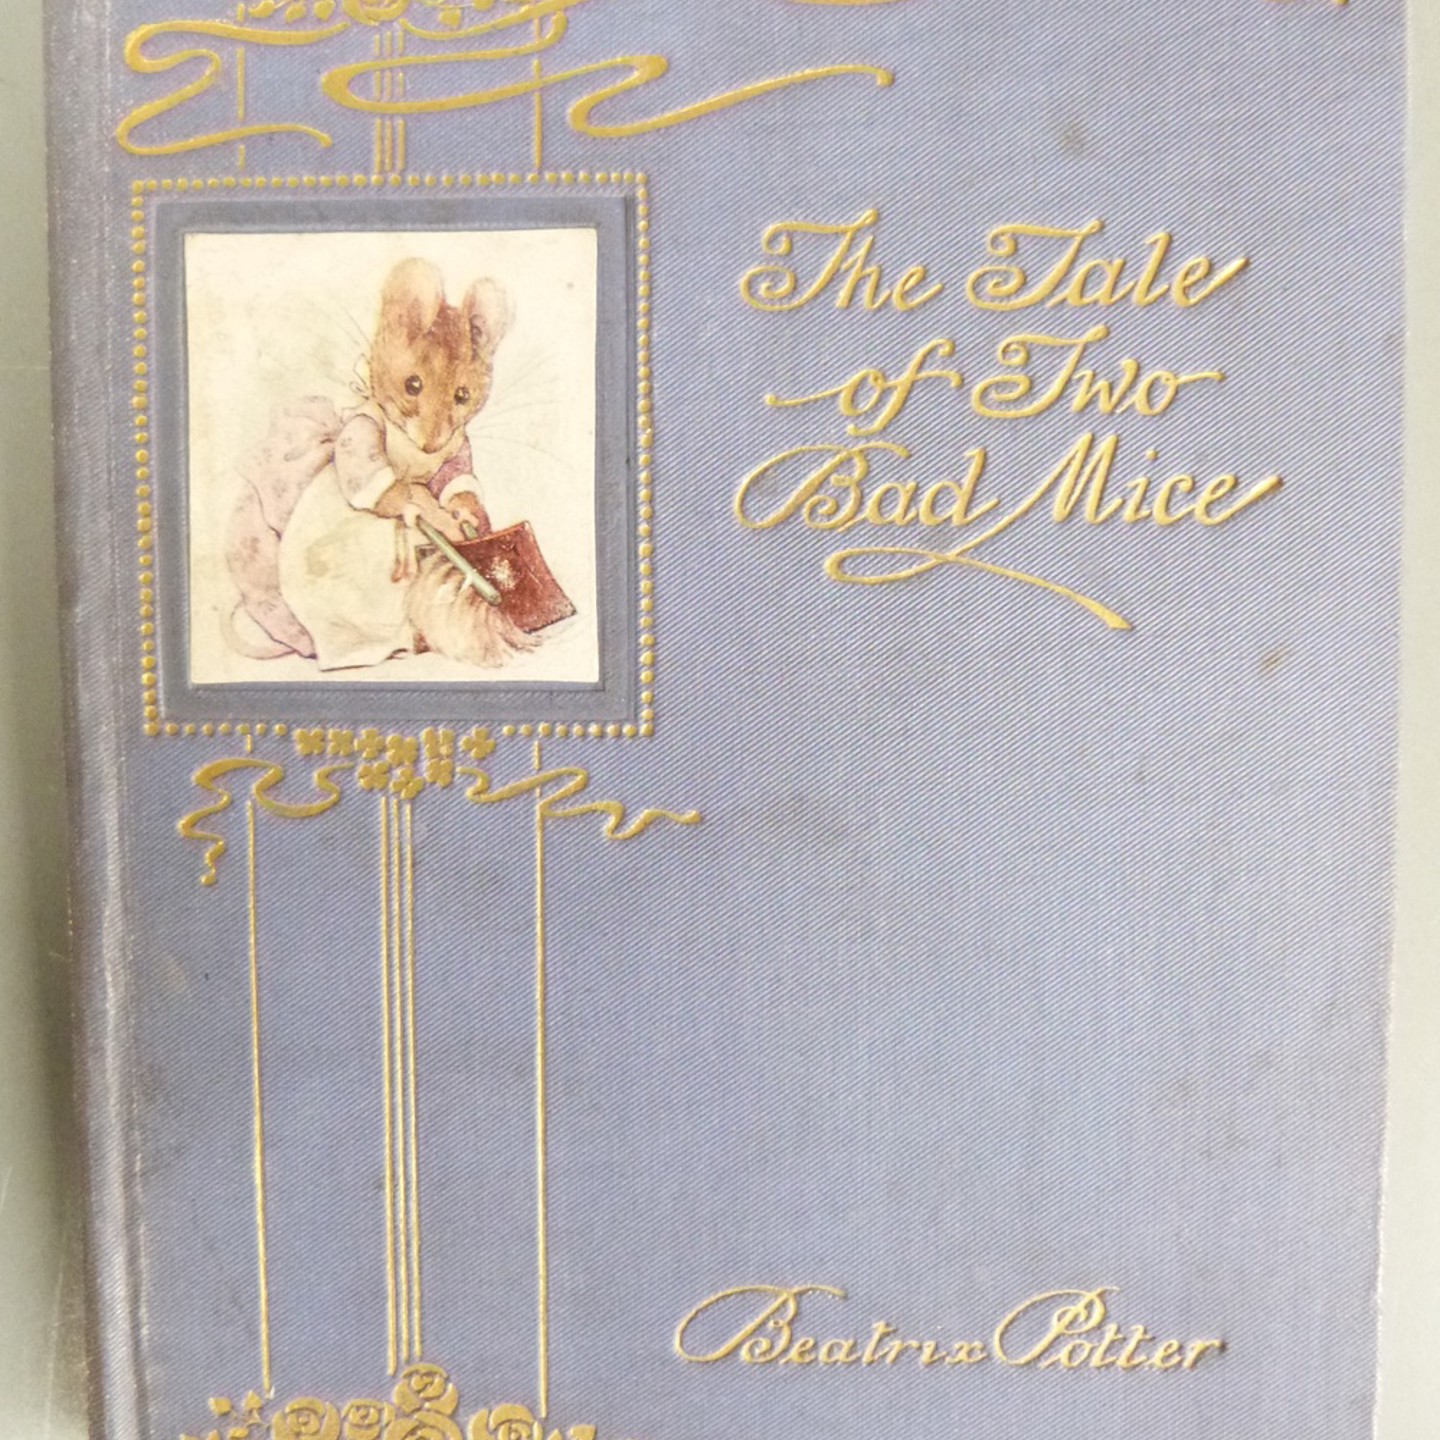 The Tale
of Two
Bad Mice
Beatrix Potter